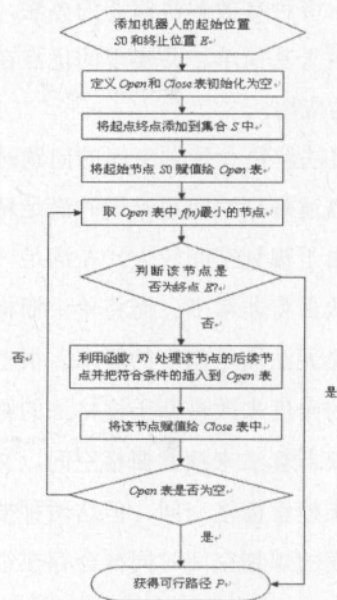 添加机器人的起始位置
S0 和终止位置 E
定义 Open 和 Close 表初始化为空
将起点终点添加到集合 S 中
将起始节点 S0 赋值给 Open 表
取 Open 表中 f(n)最小的节点
判断该节点是
否为终点 E?
否
否
利用函数 F? 处理该节点的后续节
点并把符合条件的插入到 Open 表
是
将该节点赋值给 Close 表中
Open 表是否为空
是
获得可行路径 P